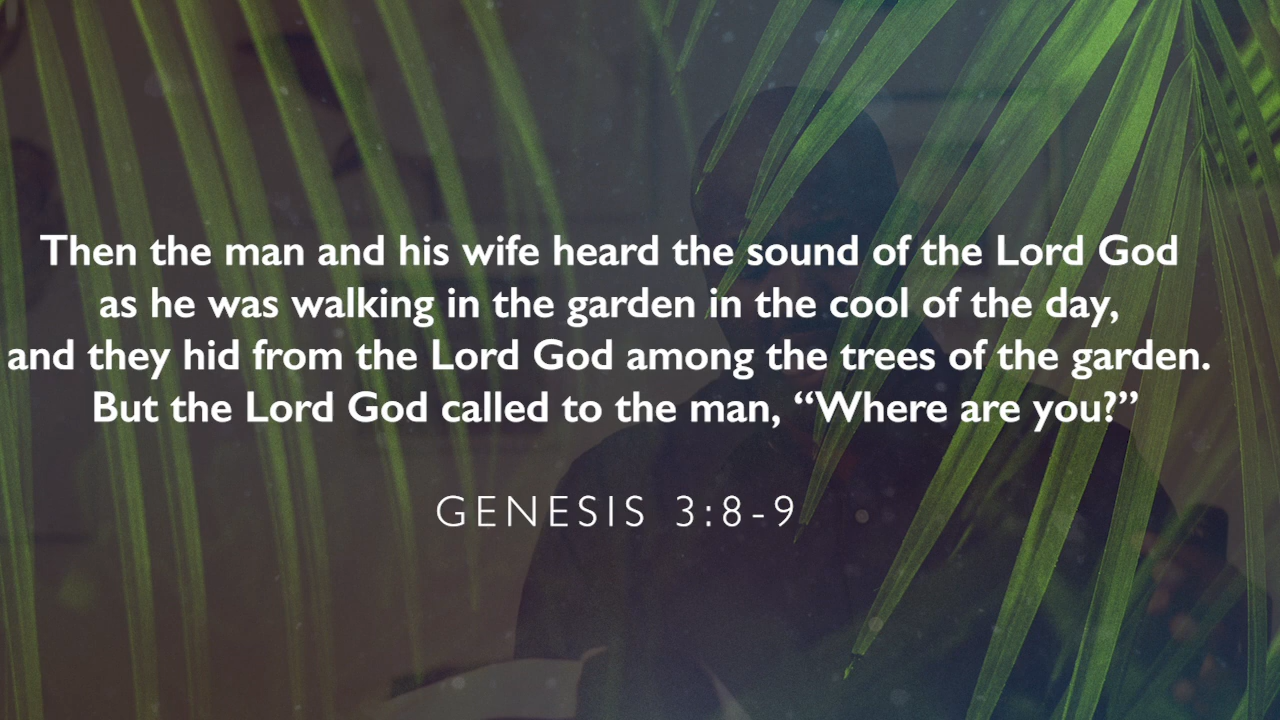 Then the man and his wife heard the sound of the Lord God
as he was walking in the garden in the cool of the day,
and they hid from the Lord God among the trees of the garden.
But the Lord God called to the man, “Where are you?”
GENESIS 3:8-9